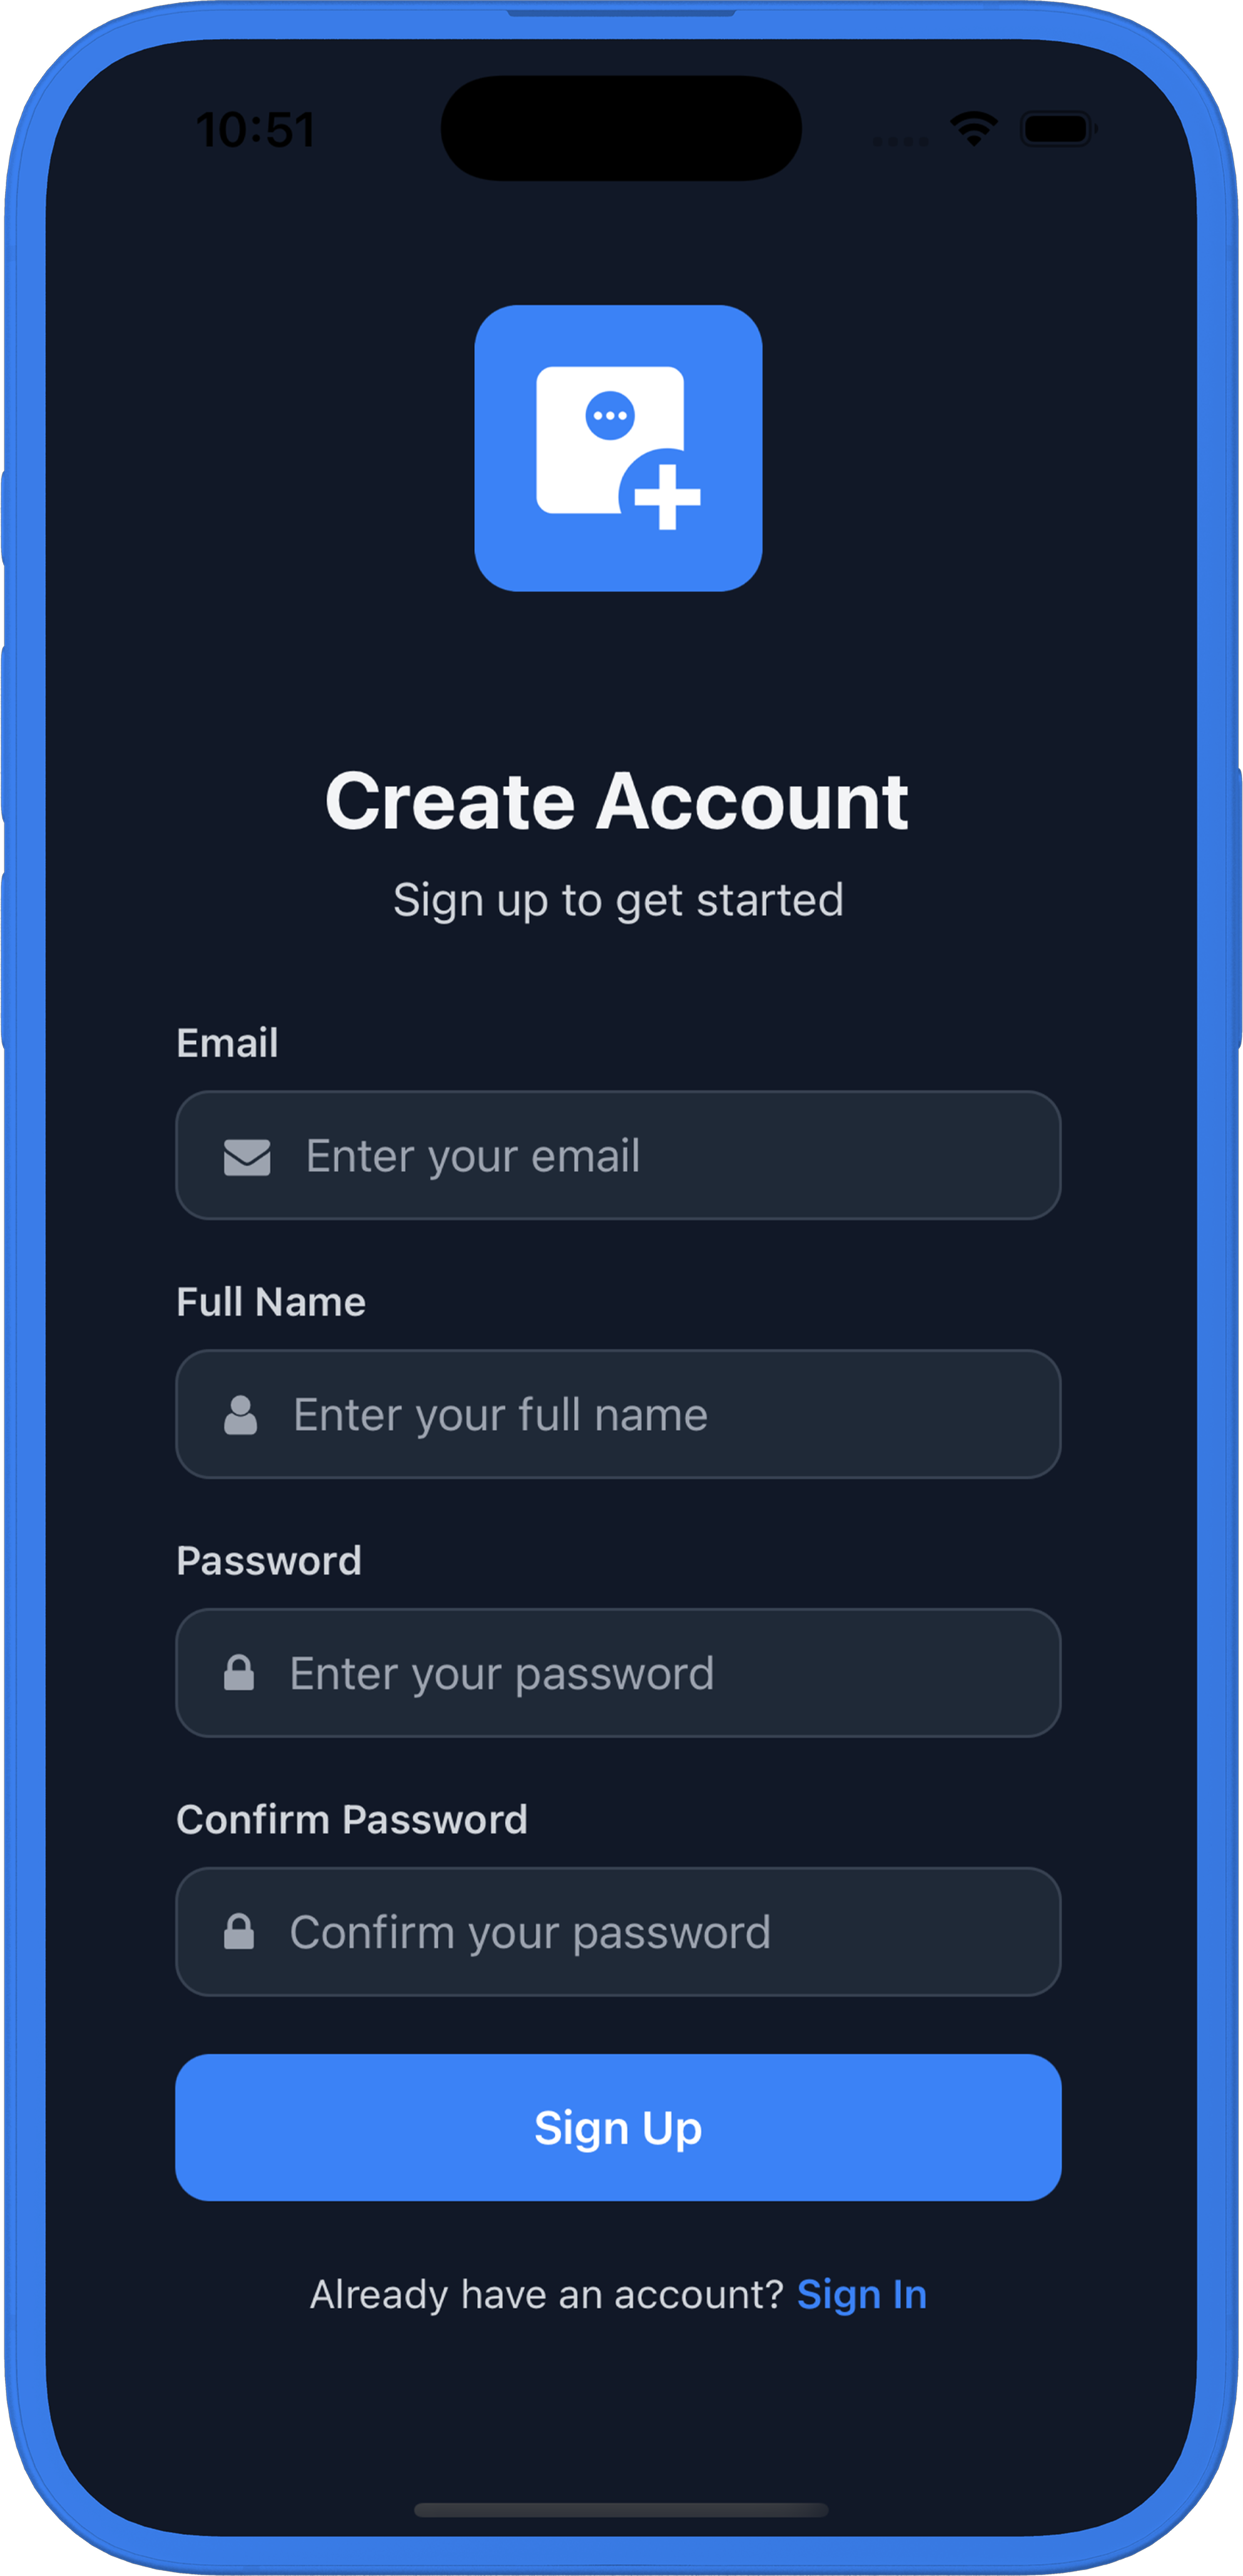 10:51
Create Account
Sign up to get started
Email
Enter your email
Full Name
Enter your full name
Password
Enter your password
Confirm Password
Confirm your password
Sign Up
Already have an account? Sign In